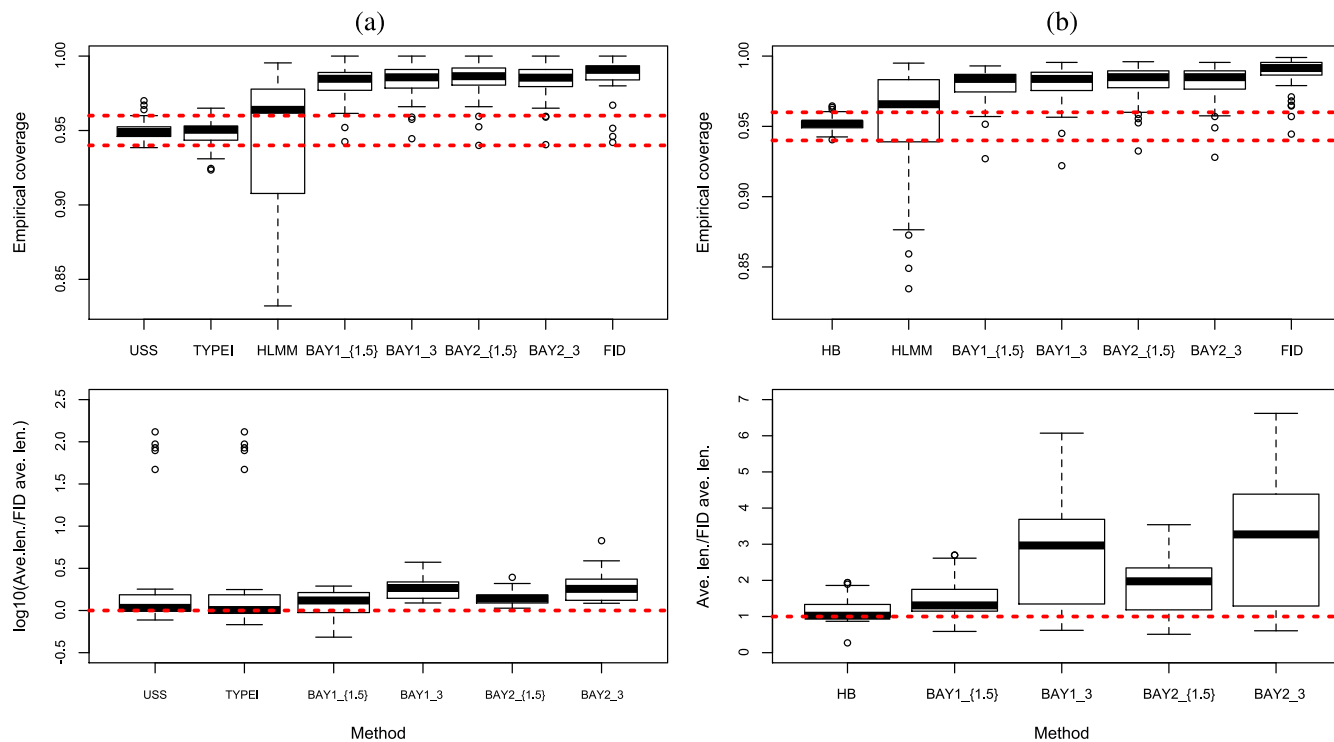 (a)
Empirical coverage
1.00
0.95
0.90
0.85
USS TYPEI HLMM BAY1_{1.5} BAY1_3 BAY2_{1.5} BAY2_3 FID
log10(Ave.len./FID ave. len.)
2.5
2.0
1.5
1.0
0.5
0.0
-0.5
USS TYPEI BAY1_{1.5} BAY1_3 BAY2_{1.5} BAY2_3
Method
(b)
Empirical coverage
1.00
0.95
0.90
0.85
HB HLMM BAY1_{1.5} BAY1_3 BAY2_{1.5} BAY2_3 FID
Ave. len./FID ave. len.
7
6
5
4
3
2
1
0
HB BAY1_{1.5} BAY1_3 BAY2_{1.5} BAY2_3
Method